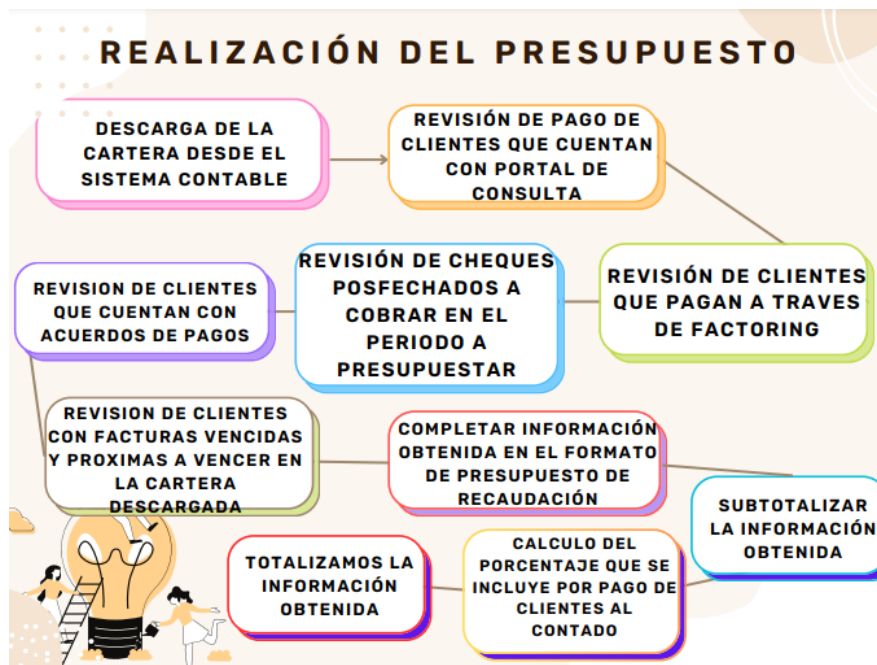 REALIZACIÓN DEL PRESUPUESTO
DESCARGA DE LA
CARTERA DESDE EL
SISTEMA CONTABLE
REVISIÓN DE PAGO DE
CLIENTES QUE CUENTAN
CON PORTAL DE
CONSULTA
REVISIÓN DE CLIENTES
QUE PAGAN A TRAVES
DE FACTORING
REVISIÓN DE CHEQUES
POSFECHADOS A
COBRAR EN EL
PERIODO A
PRESUPUESTAR
REVISION DE CLIENTES
QUE CUENTAN CON
ACUERDOS DE PAGOS
REVISION DE CLIENTES
CON FACTURAS VENCIDAS
Y PROXIMAS A VENCER EN
LA CARTERA
DESCARGADA
COMPLETAR INFORMACIÓN
OBTENIDA EN EL FORMATO
DE PRESUPUESTO DE
RECAUDACIÓN
SUBTOTALIZAR
LA INFORMACIÓN
OBTENIDA
CALCULO DEL
PORCENTAJE QUE SE
INCLUYE POR PAGO DE
CLIENTES AL
CONTADO
TOTALIZAMOS LA
INFORMACIÓN
OBTENIDA